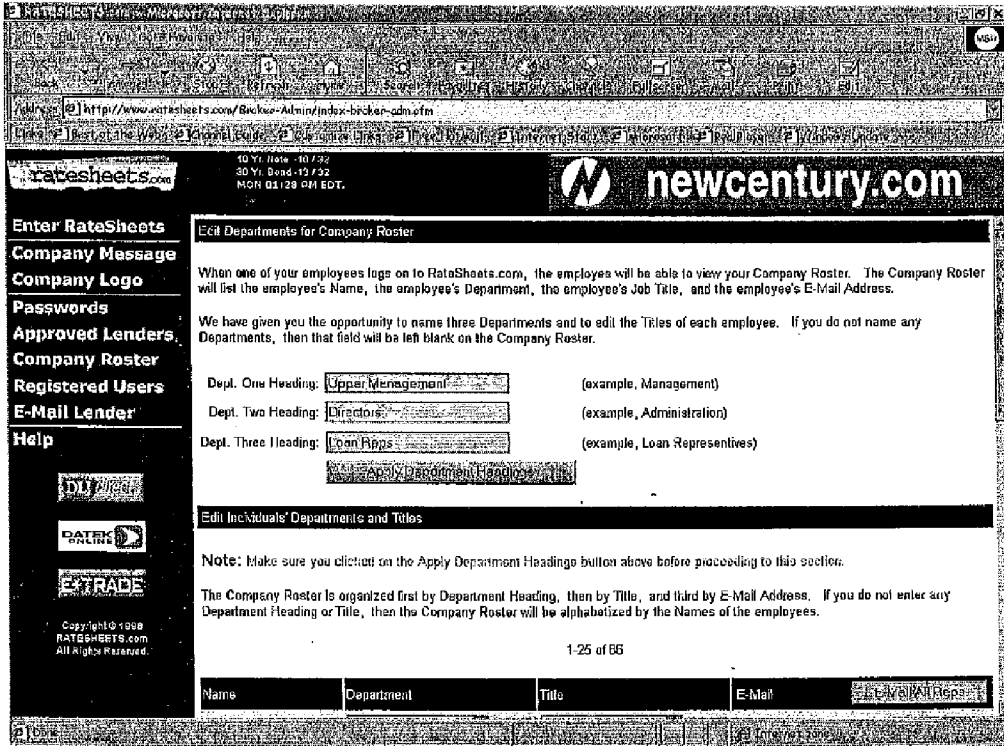 Address http://www.ratesheets.com/Broker-Admin/index-broker-adm.cfm
ratesheets.com
10 Yr. Note -10 / 32
30 Yr. Bond -13 / 32
MON 01:28 PM EDT.
newcentury.com
Enter RateSheets
Company Message
Company Logo
Passwords
Approved Lenders
Company Roster
Registered Users
E-Mail Lender
Help
DATEK ONLINE
E*TRADE
Copyright © 1998
RATESHEETS.com
All Rights Reserved.
Edit Departments for Company Roster
When one of your employees logs on to RateSheets.com, the employee will be able to view your Company Roster. The Company Roster
will list the employee's Name, the employee's Department, the employee's Job Title, and the employee's E-Mail Address.
We have given you the opportunity to name three Departments and to edit the Titles of each employee. If you do not name any
Departments, then that field will be left blank on the Company Roster.
Dept. One Heading: Upper Management (example, Management)
Dept. Two Heading: Directors (example, Administration)
Dept. Three Heading: Loan Reps (example, Loan Representives)
Apply Department Headings
Edit Individuals' Departments and Titles
Note: Make sure you clicked on the Apply Department Headings button above before proceeding to this section.
The Company Roster is organized first by Department Heading, then by Title, and third by E-Mail Address. If you do not enter any
Department Heading or Title, then the Company Roster will be alphabetized by the Names of the employees.
1-25 of 66
Name Department Title E-Mail E-Mail All Reps
Internet zone